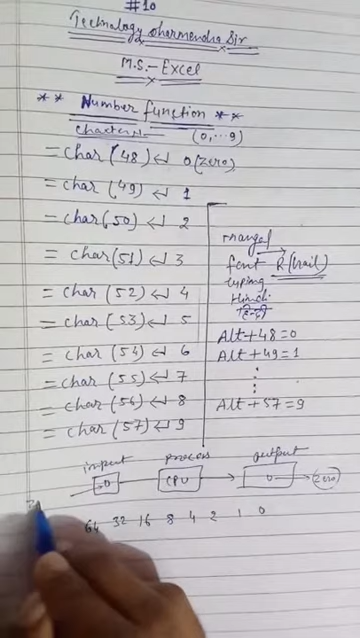 #10
Technology Dharmendra Sir
M.S.-Excel
** Number function **
(0,...9)
= char (48) ↵ 0 (Zero)
= char (49) ↵ 1
= char (50) ↵ 2
= char (51) ↵ 3
= char (52) ↵ 4
= char (53) ↵ 5
= char (54) ↵ 6
= char (55) ↵ 7
= char (56) ↵ 8
= char (57) ↵ 9
mangal
font
typing
Hindi
Alt+48=0
Alt+49=1
⋮
Alt+57=9
input process output
CPU 0 Zero
64 32 16 8 4 2 1 0